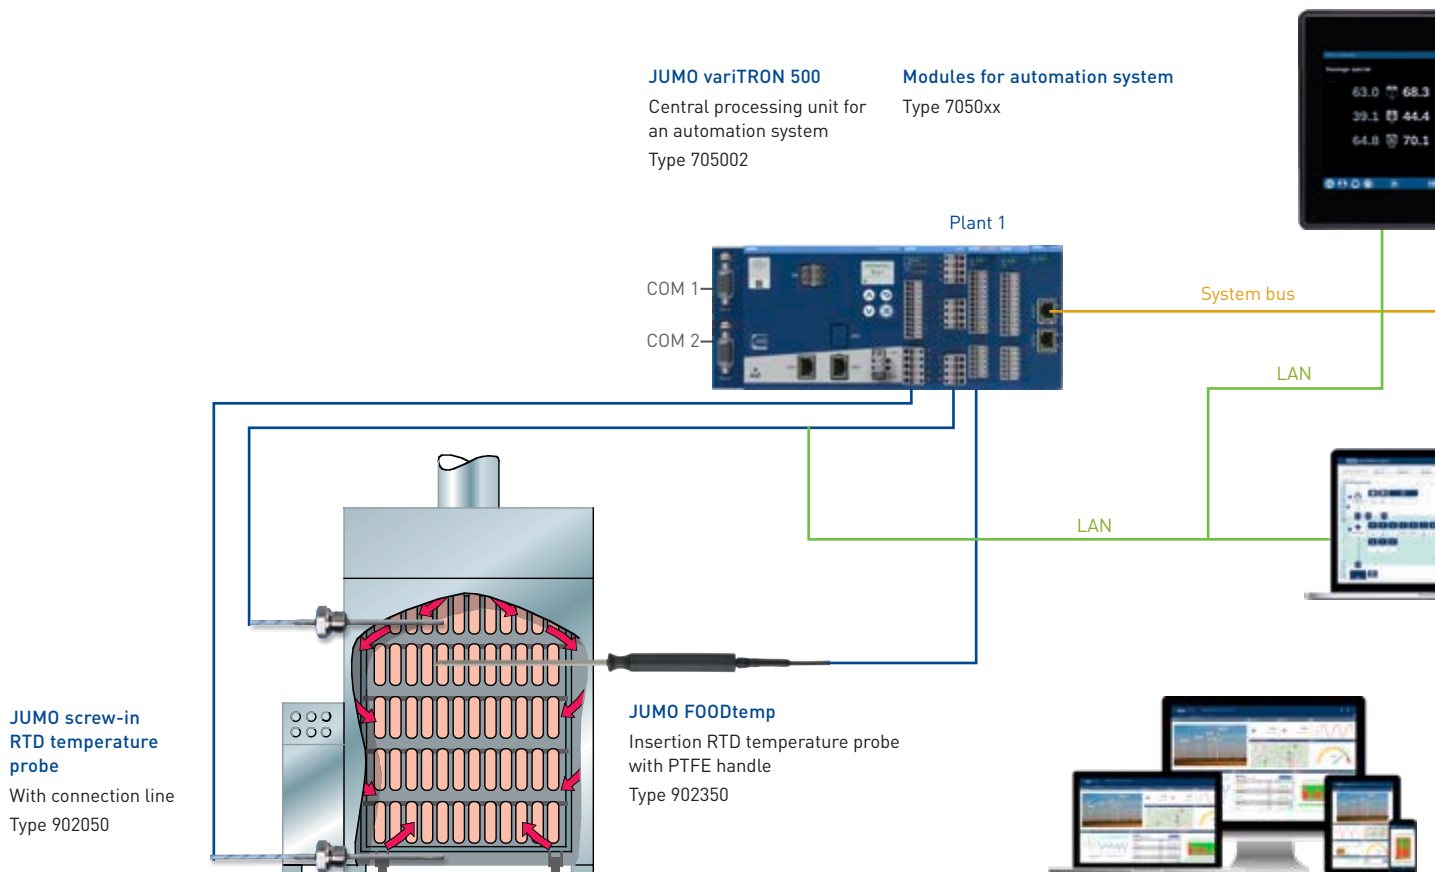 JUMO variTRON 500
Central processing unit for
an automation system
Type 705002
Modules for automation system
Type 7050xx
63.0 68.3
39.1 44.4
64.8 70.1
Plant 1
COM 1
COM 2
System bus
LAN
LAN
JUMO screw-in
RTD temperature
probe
With connection line
Type 902050
JUMO FOODtemp
Insertion RTD temperature probe
with PTFE handle
Type 902350